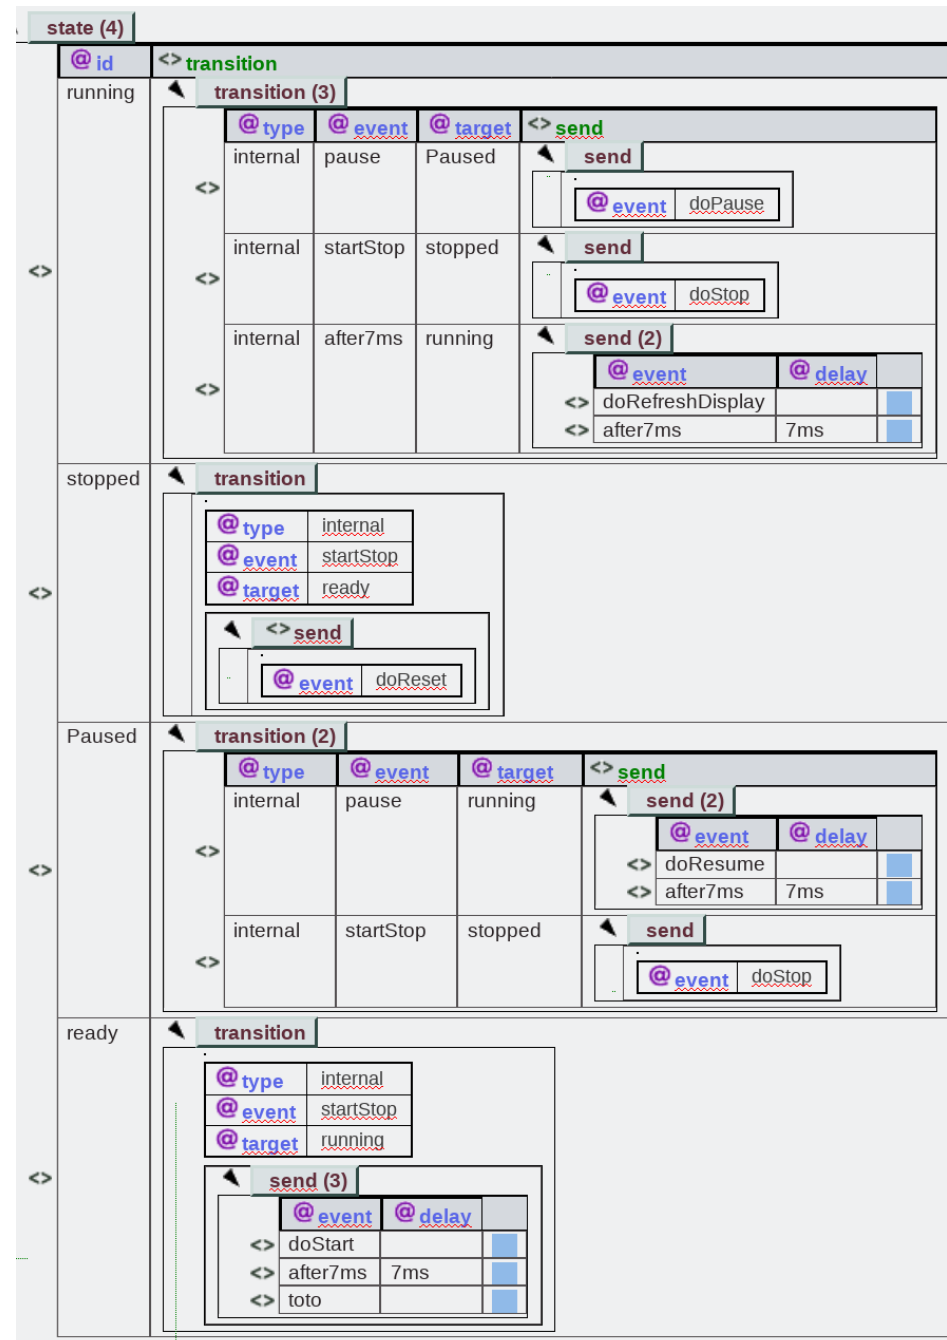 state (4)
@ id <> transition
running transition (3)
@ type @ event @ target <> send
internal pause Paused send
<> @ event doPause
internal startStop stopped send
<> <> @ event doStop
internal after7ms running send (2)
@ event @ delay
<> <> doRefreshDisplay
<> after7ms 7ms
stopped transition
@ type internal
@ event startStop
<> @ target ready
<> send
@ event doReset
Paused transition (2)
@ type @ event @ target <> send
internal pause running send (2)
@ event @ delay
<> <> <> doResume
<> after7ms 7ms
internal startStop stopped send
<> @ event doStop
ready transition
@ type internal
@ event startStop
@ target running
<> send (3)
@ event @ delay
<> doStart
<> after7ms 7ms
<> toto